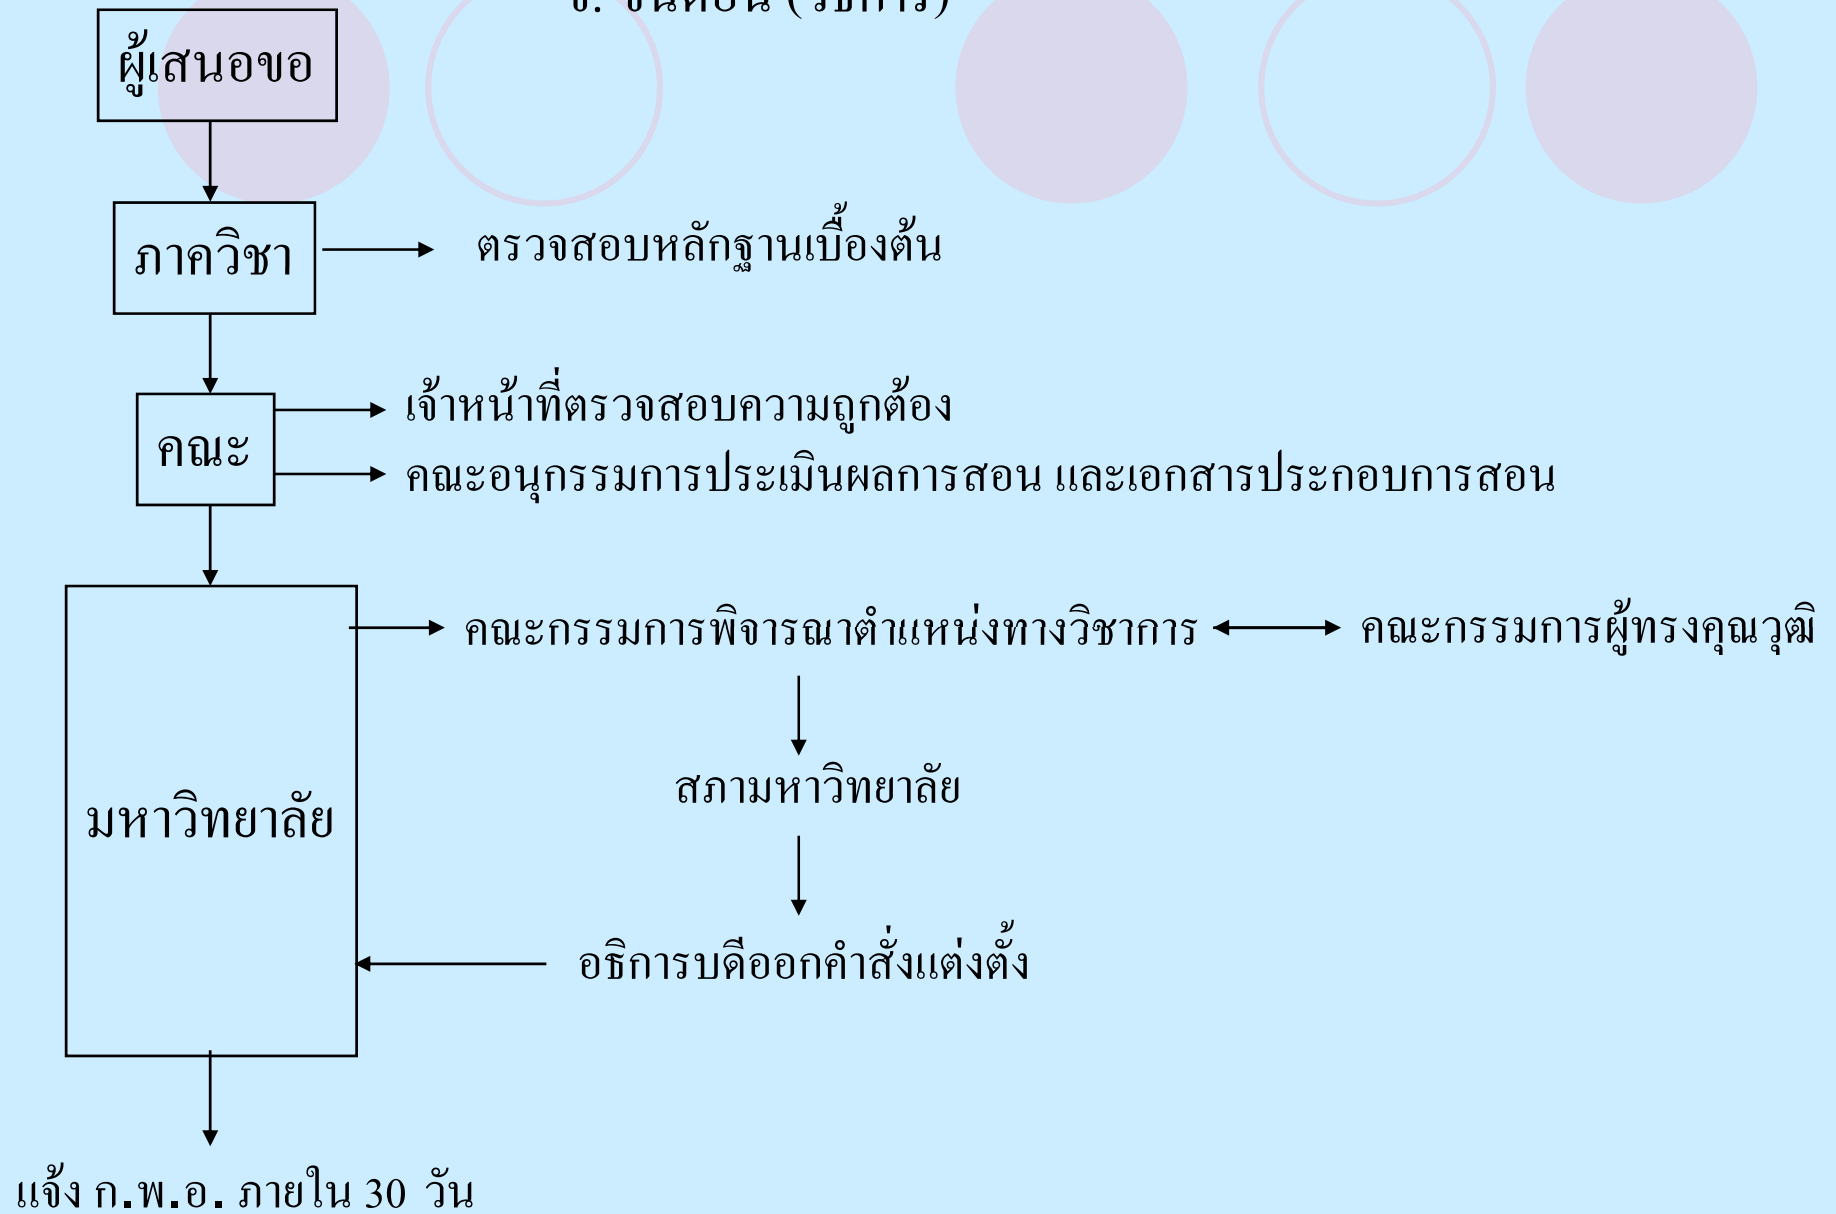 ขั้นตอน (วิธีการ)
ผู้เสนอขอ
ภาควิชา
ตรวจสอบหลักฐานเบื้องต้น
คณะ
เจ้าหน้าที่ตรวจสอบความถูกต้อง
คณะอนุกรรมการประเมินผลการสอน และเอกสารประกอบการสอน
มหาวิทยาลัย
คณะกรรมการพิจารณาตำแหน่งทางวิชาการ
คณะกรรมการผู้ทรงคุณวุฒิ
สภามหาวิทยาลัย
อธิการบดีออกคำสั่งแต่งตั้ง
แจ้ง ก.พ.อ. ภายใน 30 วัน